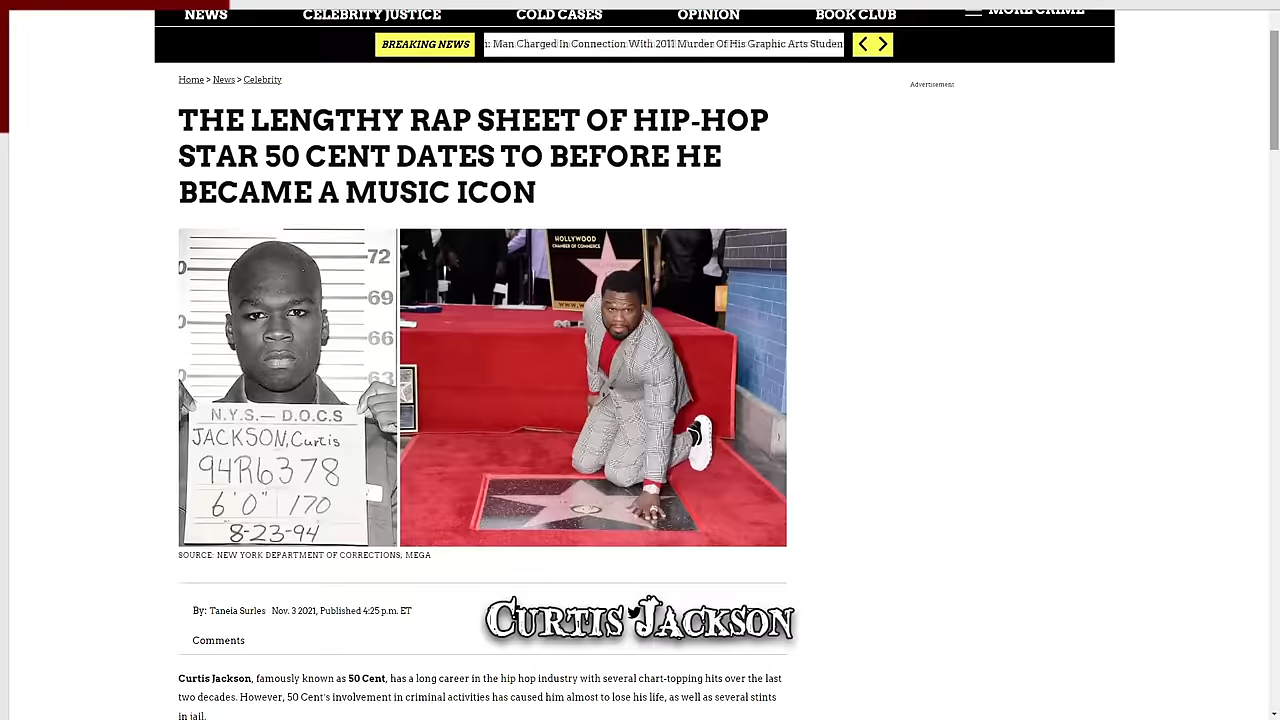 NEWS CELEBRITY JUSTICE COLD CASES OPINION BOOK CLUB MORE CRIME
BREAKING NEWS : Man Charged In Connection With 2011 Murder Of His Graphic Arts Studen
Home > News > Celebrity
Advertisement
THE LENGTHY RAP SHEET OF HIP-HOP
STAR 50 CENT DATES TO BEFORE HE
BECAME A MUSIC ICON
72
69
66
63
N.Y.S.— D.O.C.S
JACKSON, Curtis
94R6378
6'0" 170
8-23-94
HOLLYWOOD
CHAMBER OF COMMERCE
WWW.
SOURCE: NEW YORK DEPARTMENT OF CORRECTIONS; MEGA
By: Taneia Surles Nov. 3 2021, Published 4:25 p.m. ET
CURTIS JACKSON
Comments
Curtis Jackson, famously known as 50 Cent, has a long career in the hip hop industry with several chart-topping hits over the last
two decades. However, 50 Cent's involvement in criminal activities has caused him almost to lose his life, as well as several stints
in jail.